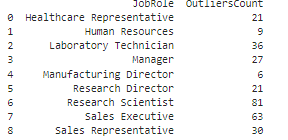 JobRole OutliersCount
0 Healthcare Representative 21
1 Human Resources 9
2 Laboratory Technician 36
3 Manager 27
4 Manufacturing Director 6
5 Research Director 21
6 Research Scientist 81
7 Sales Executive 63
8 Sales Representative 30